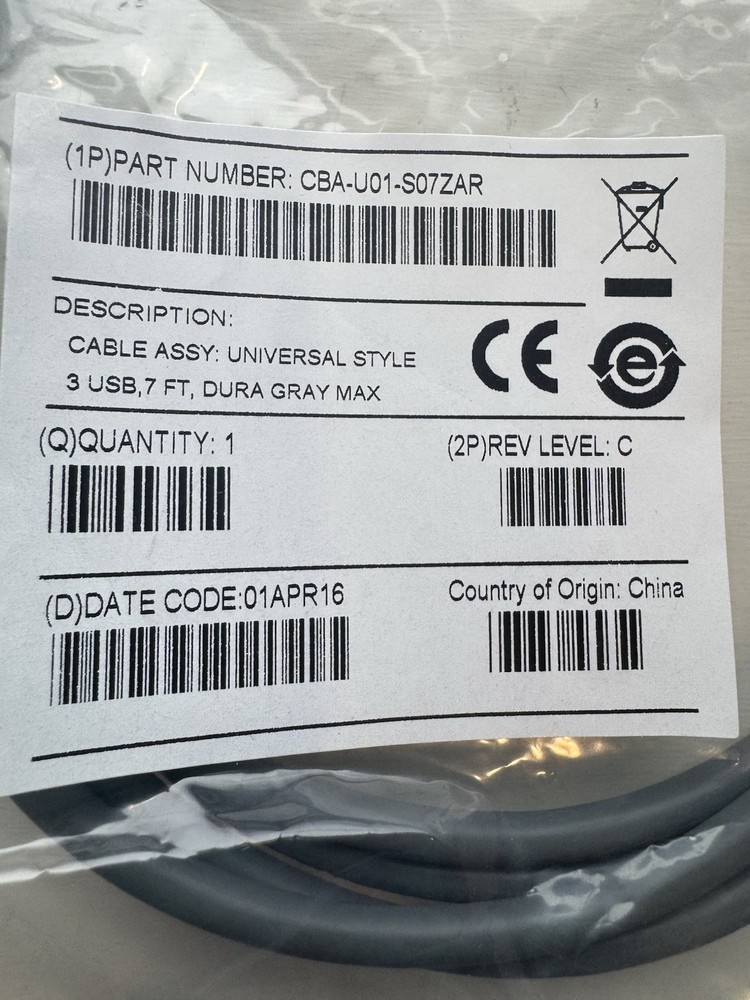 (1P)PART NUMBER: CBA-U01-S07ZAR
DESCRIPTION:
CABLE ASSY: UNIVERSAL STYLE
3 USB,7 FT, DURA GRAY MAX
CE
e
(Q)QUANTITY: 1
(2P)REV LEVEL: C
(D)DATE CODE:01APR16
Country of Origin: China